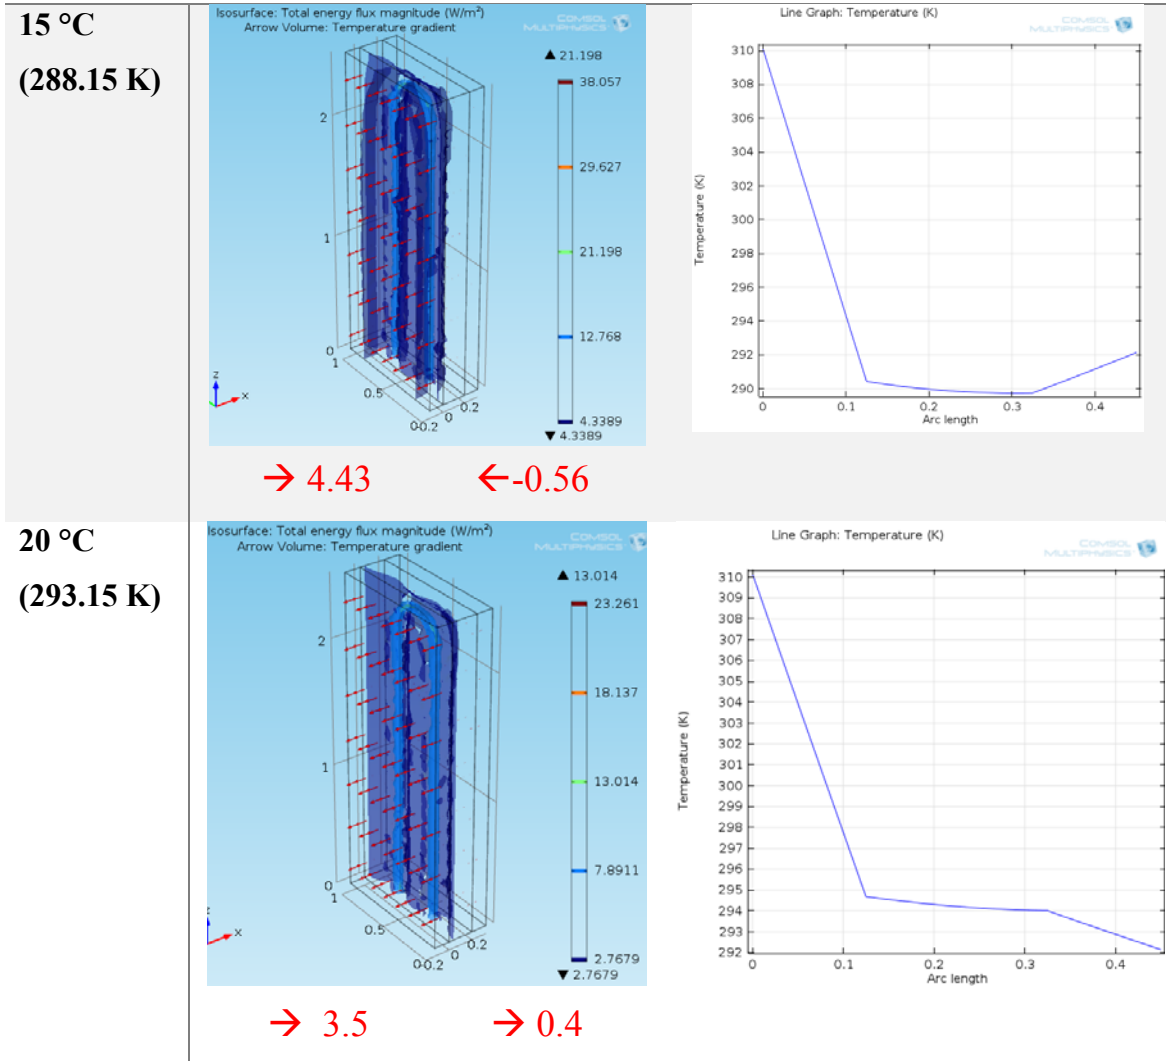 15 °C
(288.15 K)
Isosurface: Total energy flux magnitude (W/m²)
Arrow Volume: Temperature gradient
COMSOL
MULTIPHYSICS
▲ 21.198
38.057
29.627
21.198
12.768
4.3389
▼ 4.3389
2
1
0
1
0.5
0
-0.2
0
0.2
z
x
Line Graph: Temperature (K)
COMSOL
MULTIPHYSICS
Temperature (K)
310
308
306
304
302
300
298
296
294
292
290
0
0.1
0.2
0.3
0.4
Arc length
→ 4.43 ←-0.56
20 °C
(293.15 K)
Isosurface: Total energy flux magnitude (W/m²)
Arrow Volume: Temperature gradient
COMSOL
MULTIPHYSICS
▲ 13.014
23.261
18.137
13.014
7.8911
2.7679
▼ 2.7679
2
1
0
1
0.5
0
-0.2
0
0.2
x
Line Graph: Temperature (K)
COMSOL
MULTIPHYSICS
Temperature (K)
310
309
308
307
306
305
304
303
302
301
300
299
298
297
296
295
294
293
292
0
0.1
0.2
0.3
0.4
Arc length
→ 3.5 → 0.4